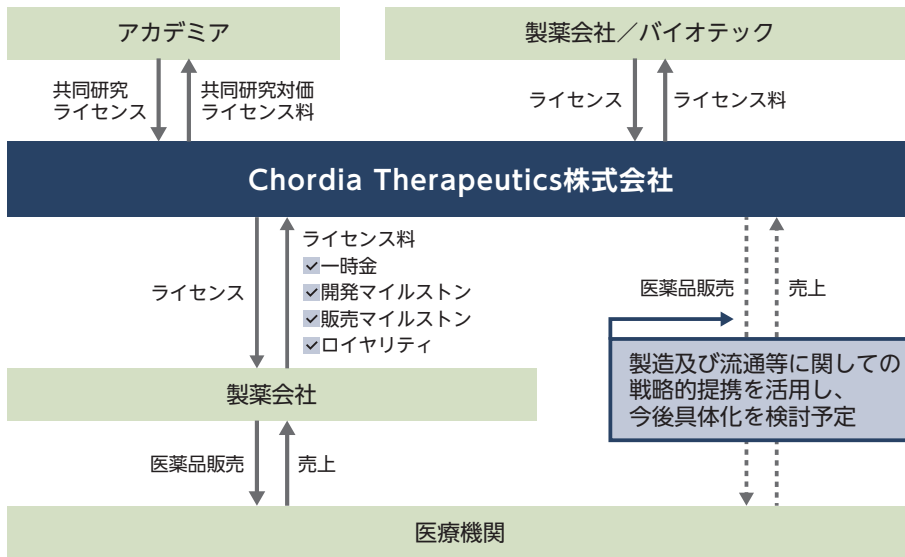 アカデミア
製薬会社／バイオテック
共同研究
ライセンス
共同研究対価
ライセンス料
ライセンス
ライセンス料
Chordia Therapeutics株式会社
ライセンス
ライセンス料
一時金
開発マイルストン
販売マイルストン
ロイヤリティ
医薬品販売
売上
製造及び流通等に関しての
戦略的提携を活用し、
今後具体化を検討予定
製薬会社
医薬品販売
売上
医療機関